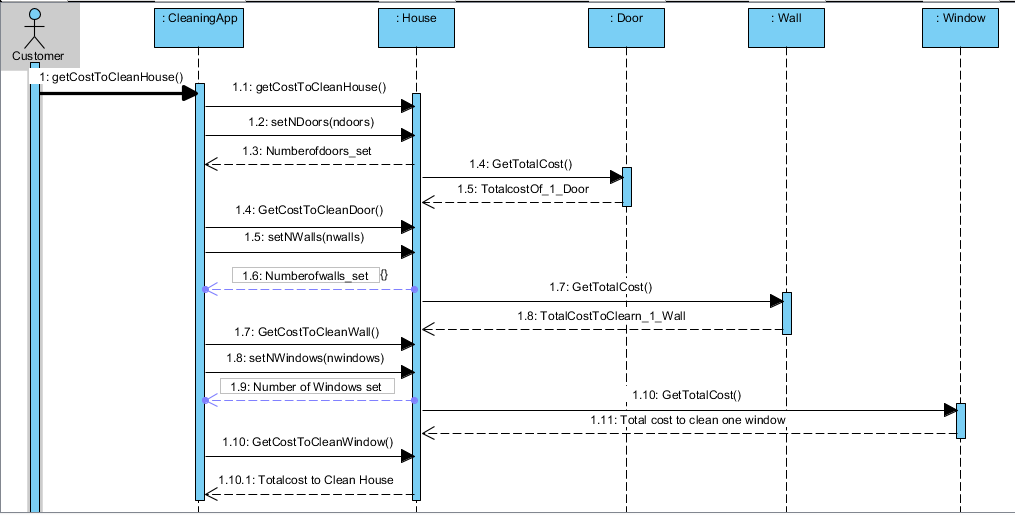 : CleaningApp
: House
: Door
: Wall
: Window
Customer
1: getCostToCleanHouse()
1.1: getCostToCleanHouse()
1.2: setNDoors(ndoors)
1.3: Numberofdoors_set
1.4: GetTotalCost()
1.5: TotalcostOf_1_Door
1.4: GetCostToCleanDoor()
1.5: setNWalls(nwalls)
1.6: Numberofwalls_set {}
1.7: GetTotalCost()
1.8: TotalCostToClearn_1_Wall
1.7: GetCostToCleanWall()
1.8: setNWindows(nwindows)
1.9: Number of Windows set
1.10: GetTotalCost()
1.11: Total cost to clean one window
1.10: GetCostToCleanWindow()
1.10.1: Totalcost to Clean House